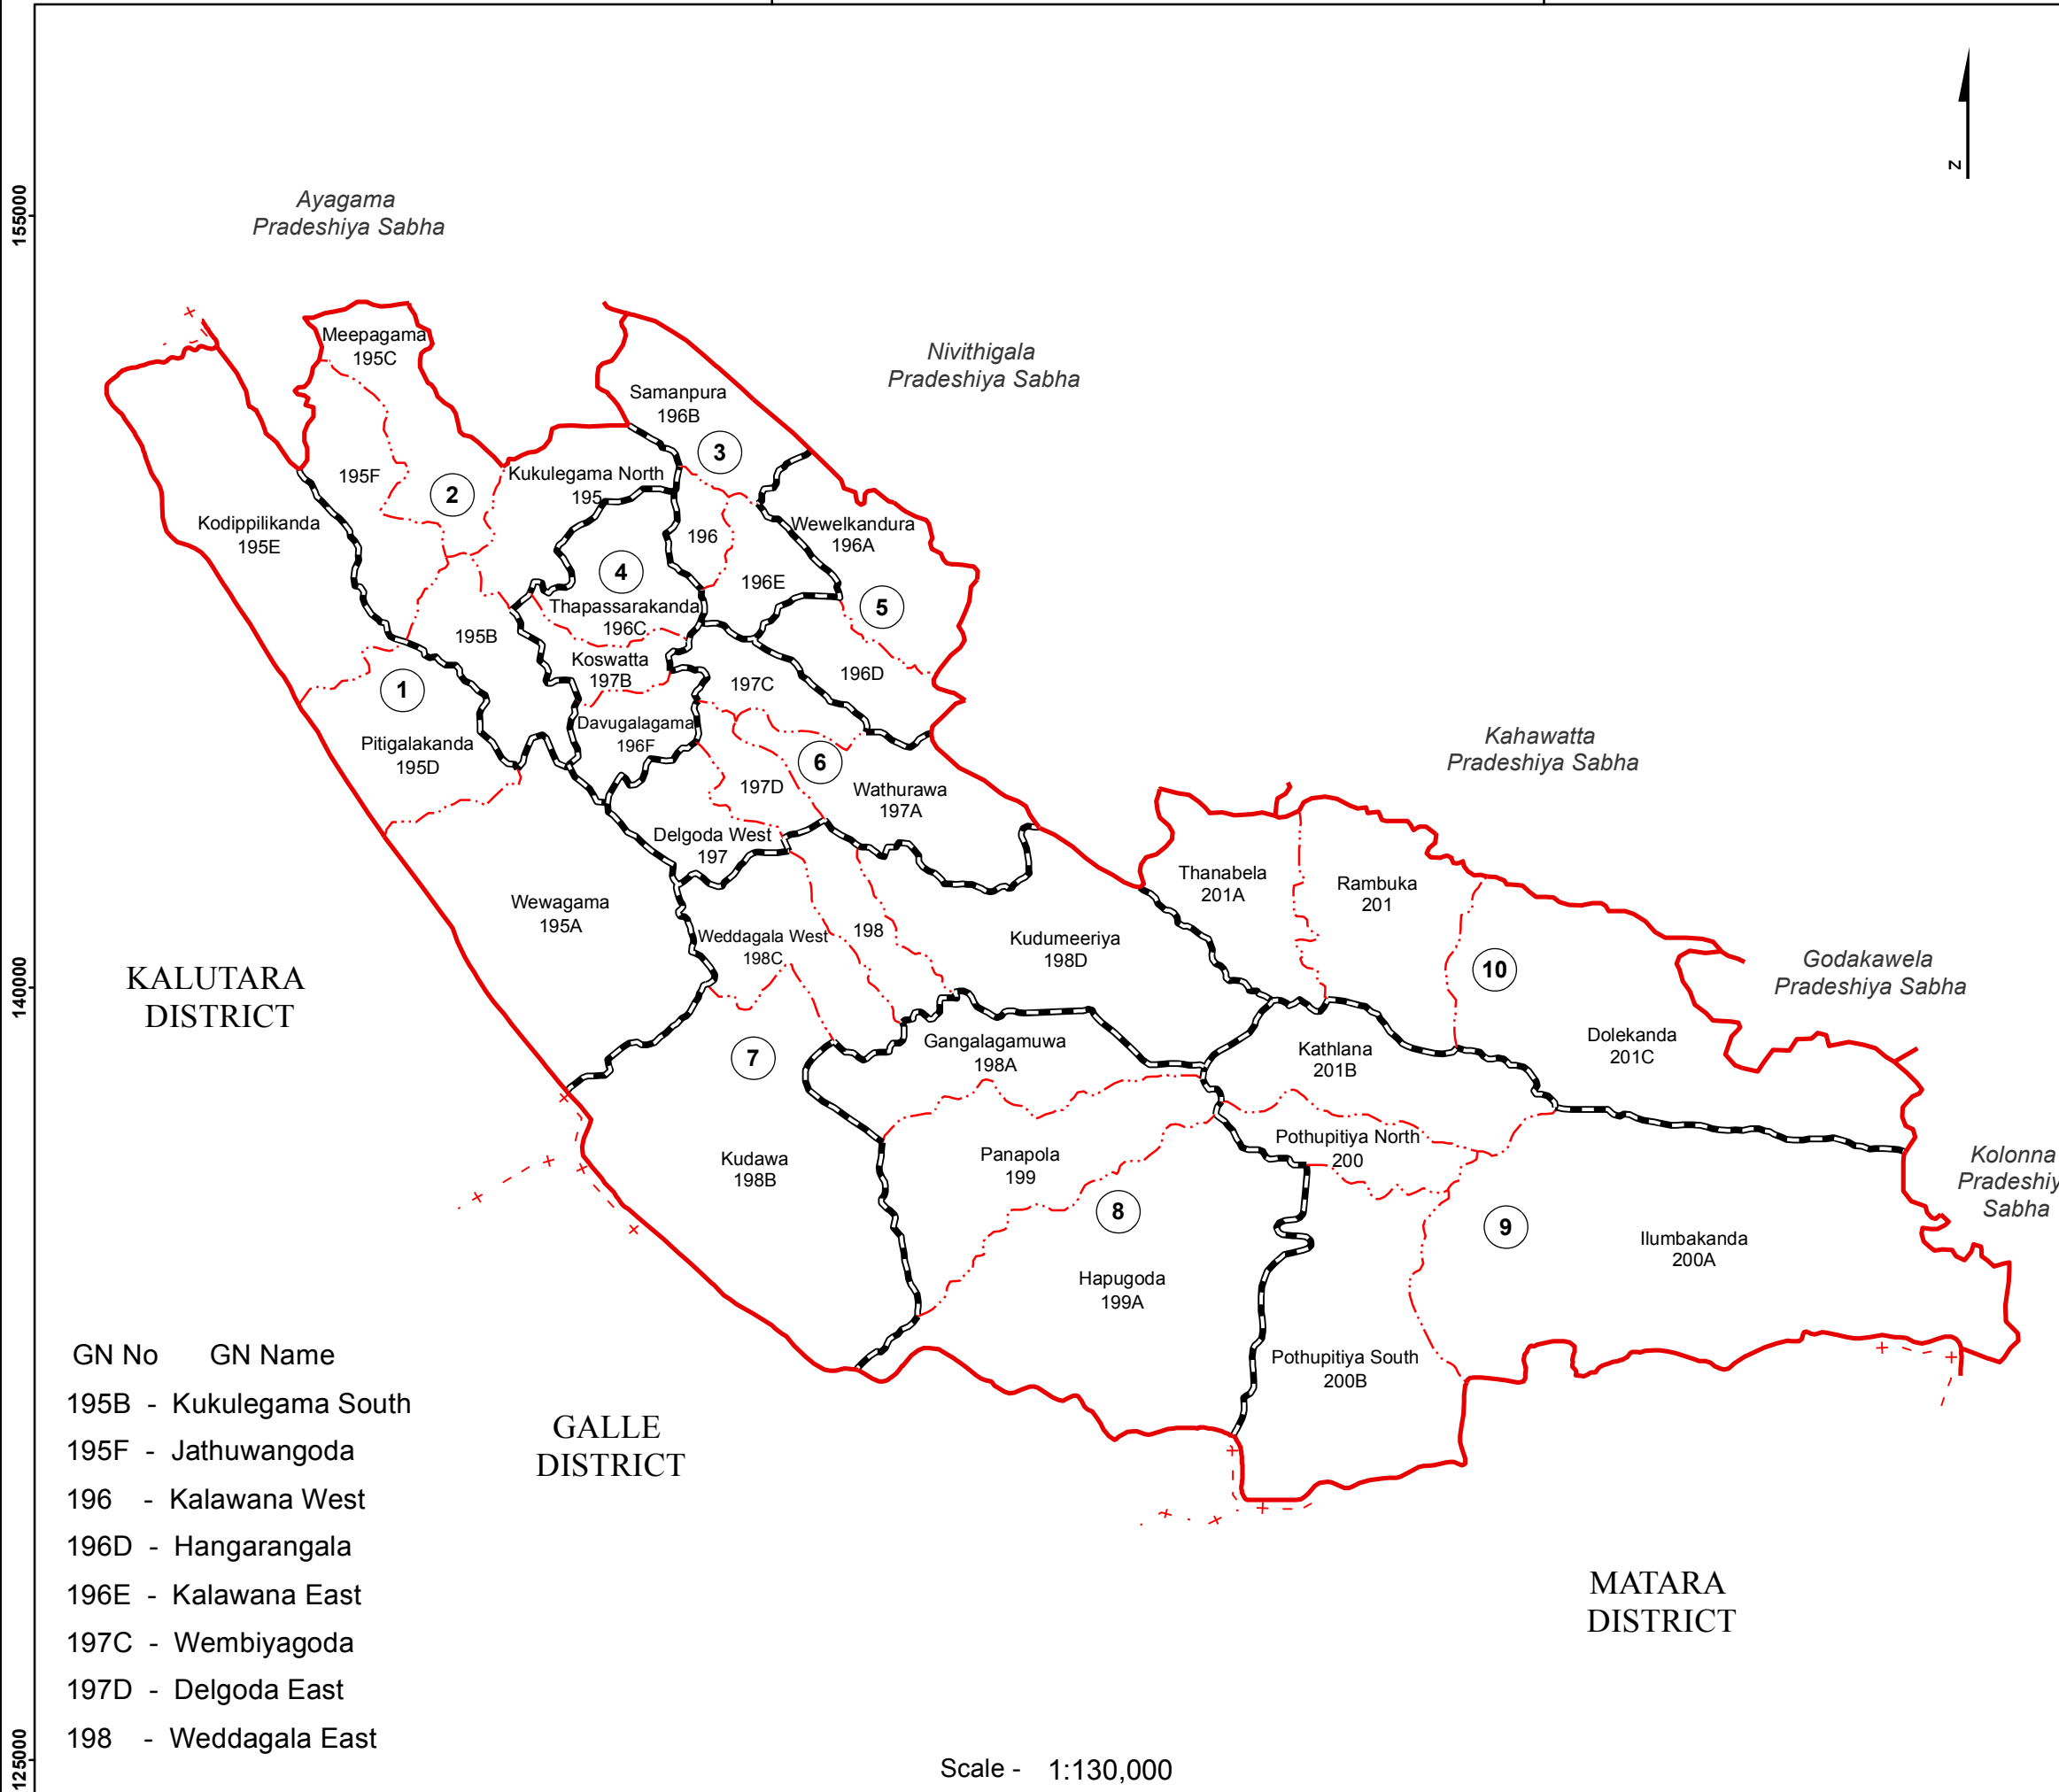 155000
140000
125000
N
Ayagama
Pradeshiya Sabha
Nivithigala
Pradeshiya Sabha
Kahawatta
Pradeshiya Sabha
Godakawela
Pradeshiya Sabha
Kolonna
Pradeshiy
Sabha
Meepagama
195C
Samanpura
196B
3
195F
2
Kukulegama North
195
Kodippilikanda
195E
196
Wewelkandura
196A
4
196E
5
Thapassarakanda
196C
195B
Koswatta
197B
197C
196D
1
Davugalagama
196F
Pitigalakanda
195D
6
197D
Wathurawa
197A
Delgoda West
197
Thanabela
201A
Rambuka
201
Wewagama
195A
Weddagala West
198C
198
Kudumeeriya
198D
10
KALUTARA
DISTRICT
7
Gangalagamuwa
198A
Kathlana
201B
Dolekanda
201C
Kudawa
198B
Panapola
199
Pothupitiya North
200
8
9
Ilumbakanda
200A
Hapugoda
199A
Pothupitiya South
200B
GALLE
DISTRICT
MATARA
DISTRICT
GN No GN Name
195B - Kukulegama South
195F - Jathuwangoda
196 - Kalawana West
196D - Hangarangala
196E - Kalawana East
197C - Wembiyagoda
197D - Delgoda East
198 - Weddagala East
Scale - 1:130,000